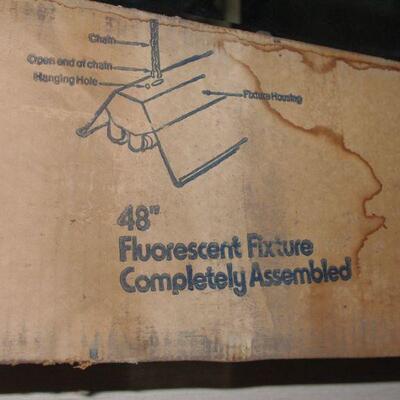 Chain
Open end of chain
Hanging Hole
Fixture Housing
48"
Fluorescent Fixture
Completely Assembled